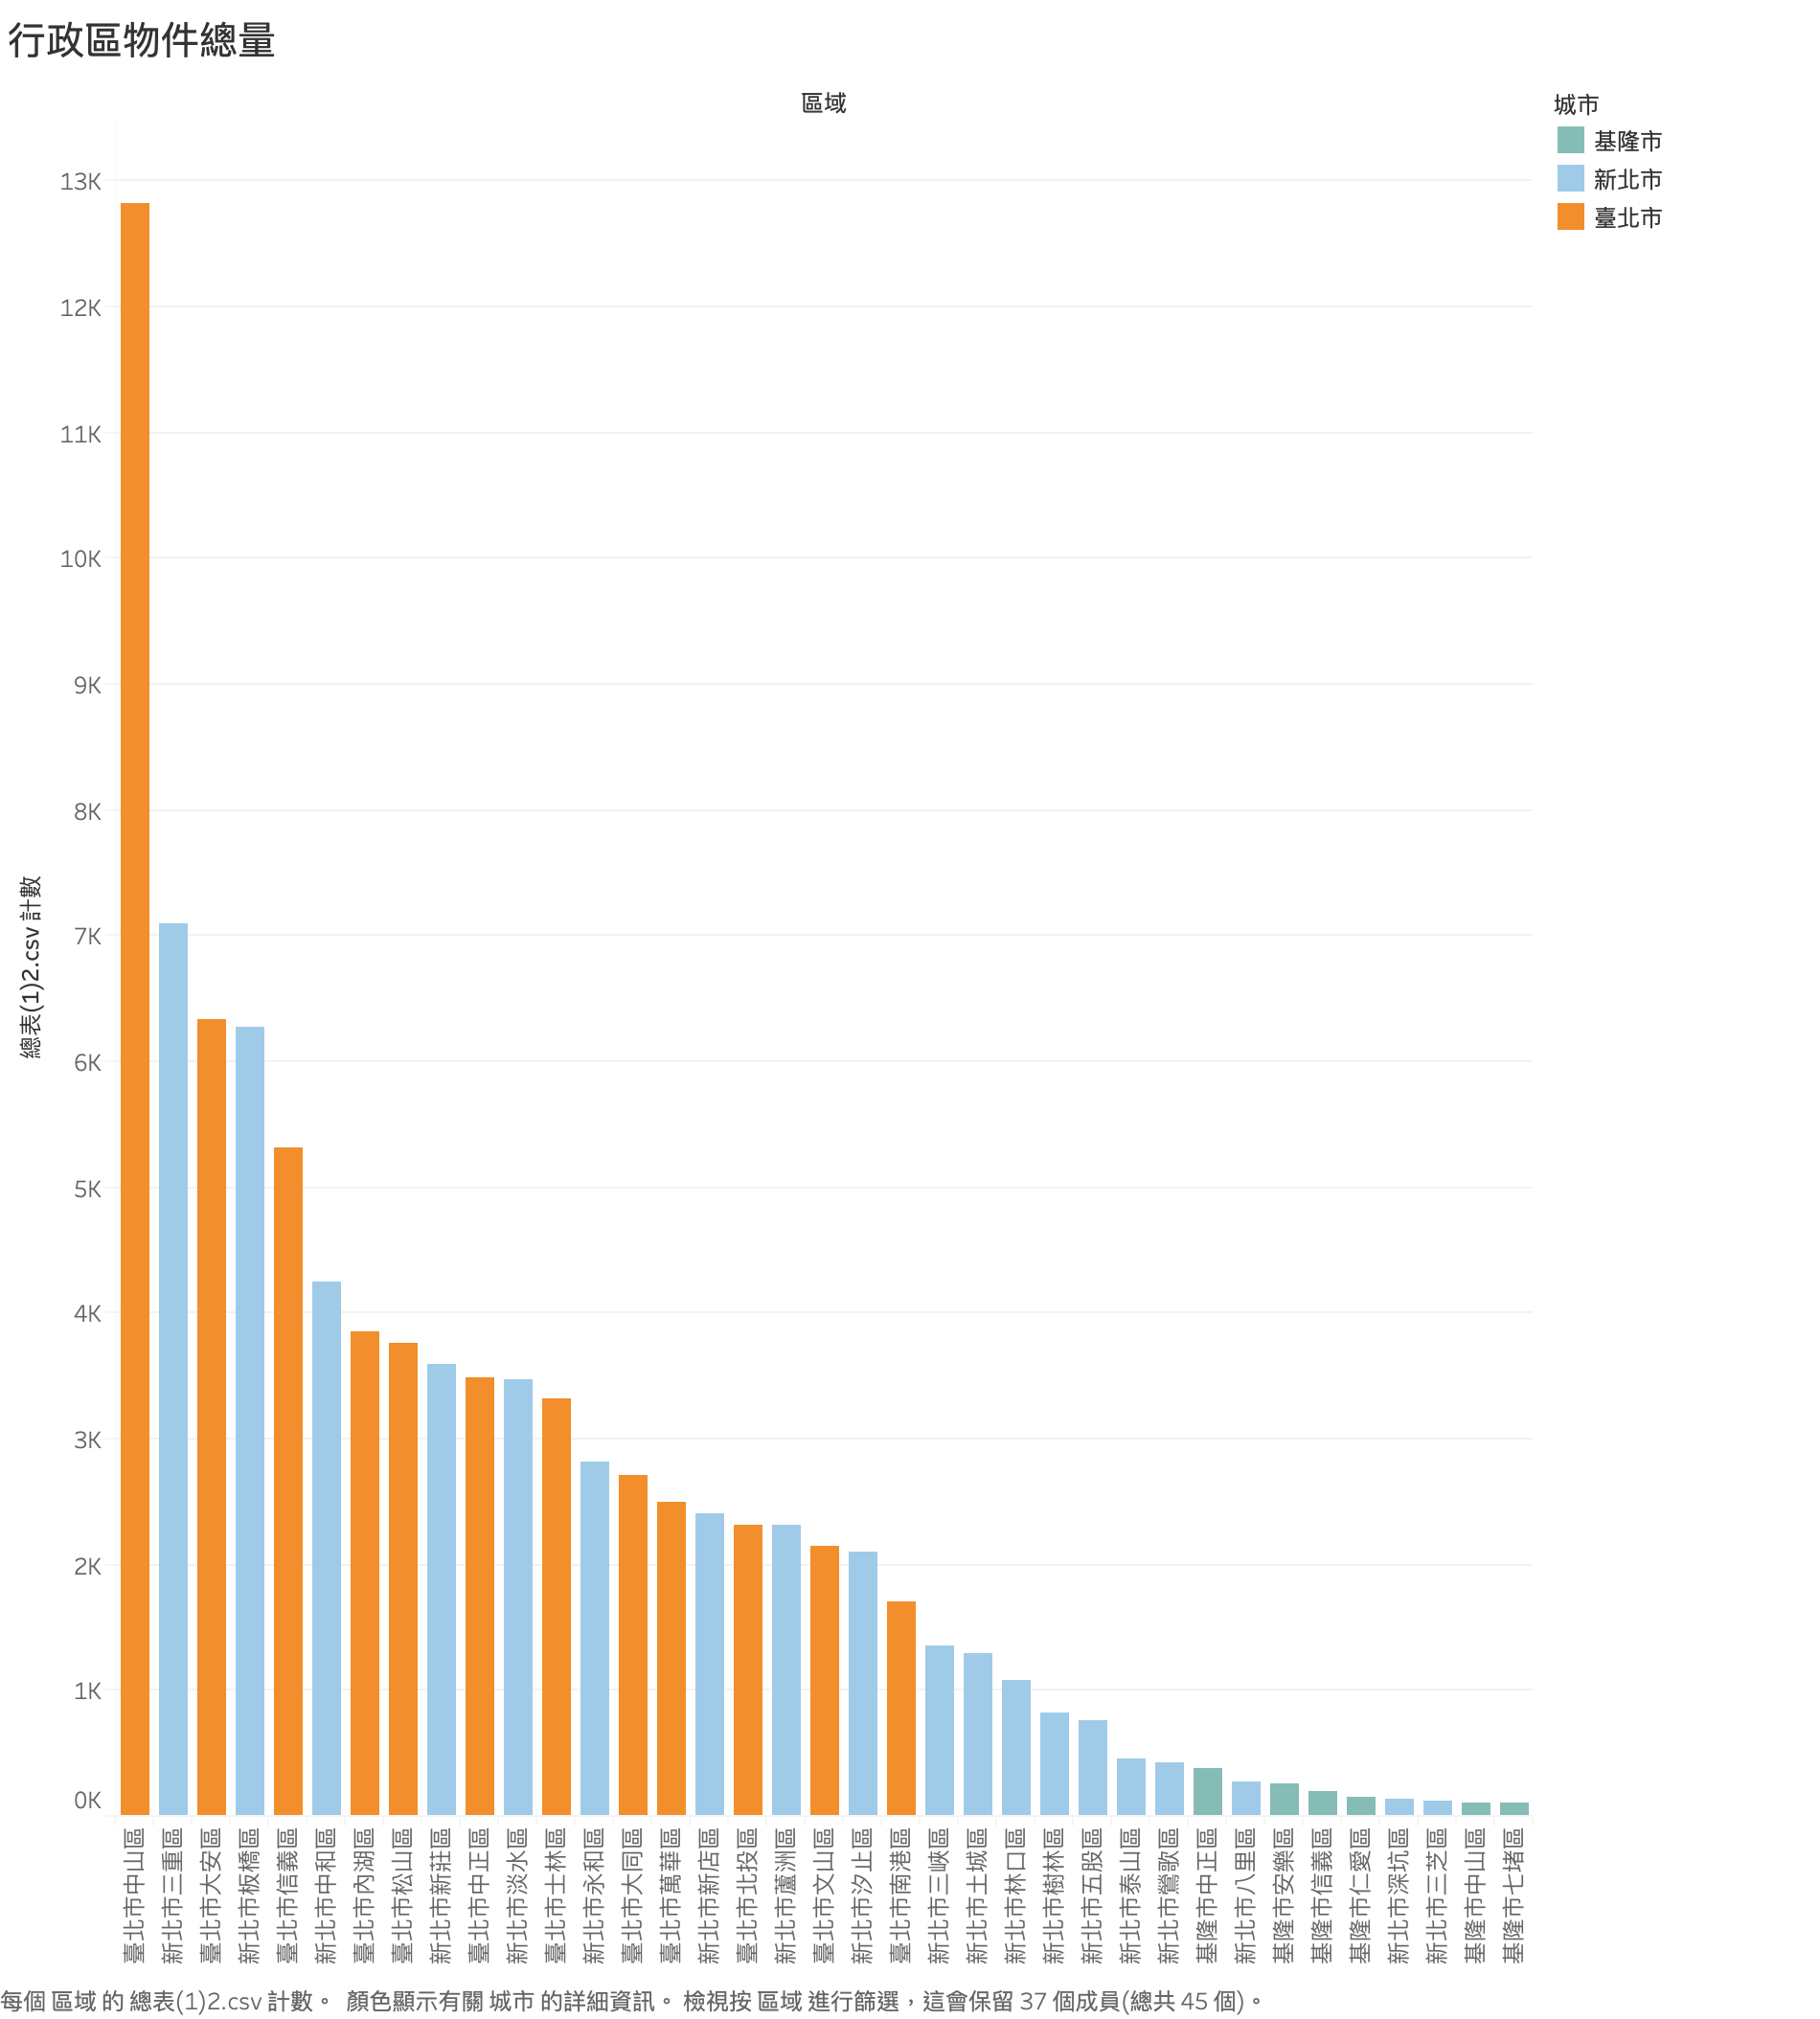 行政區物件總量
區域
城市
基隆市
新北市
臺北市
13K
12K
11K
10K
9K
8K
7K
6K
5K
4K
3K
2K
1K
0K
總表(1)2.csv 計數
臺北市中山區
新北市三重區
臺北市大安區
新北市板橋區
臺北市信義區
新北市中和區
臺北市內湖區
臺北市松山區
新北市新莊區
臺北市中正區
新北市淡水區
臺北市士林區
新北市永和區
臺北市大同區
臺北市萬華區
新北市新店區
臺北市北投區
新北市蘆洲區
臺北市文山區
新北市汐止區
臺北市南港區
新北市三峽區
新北市土城區
新北市林口區
新北市樹林區
新北市五股區
新北市泰山區
新北市鶯歌區
基隆市中正區
新北市八里區
基隆市安樂區
基隆市信義區
基隆市仁愛區
新北市深坑區
新北市三芝區
基隆市中山區
基隆市七堵區
每個 區域 的 總表(1)2.csv 計數。 顏色顯示有關 城市 的詳細資訊。 檢視按 區域 進行篩選，這會保留 37 個成員(總共 45 個)。